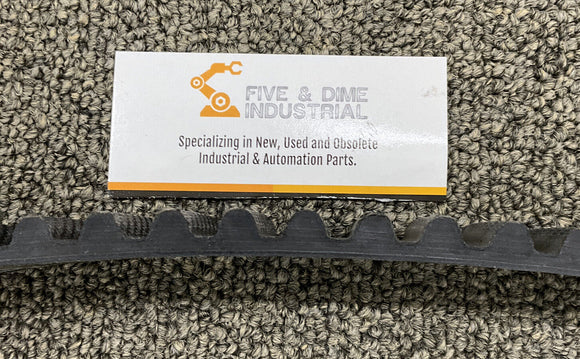 FIVE & DIME
INDUSTRIAL
Specializing in New, Used and Obsolete
Industrial & Automation Parts.